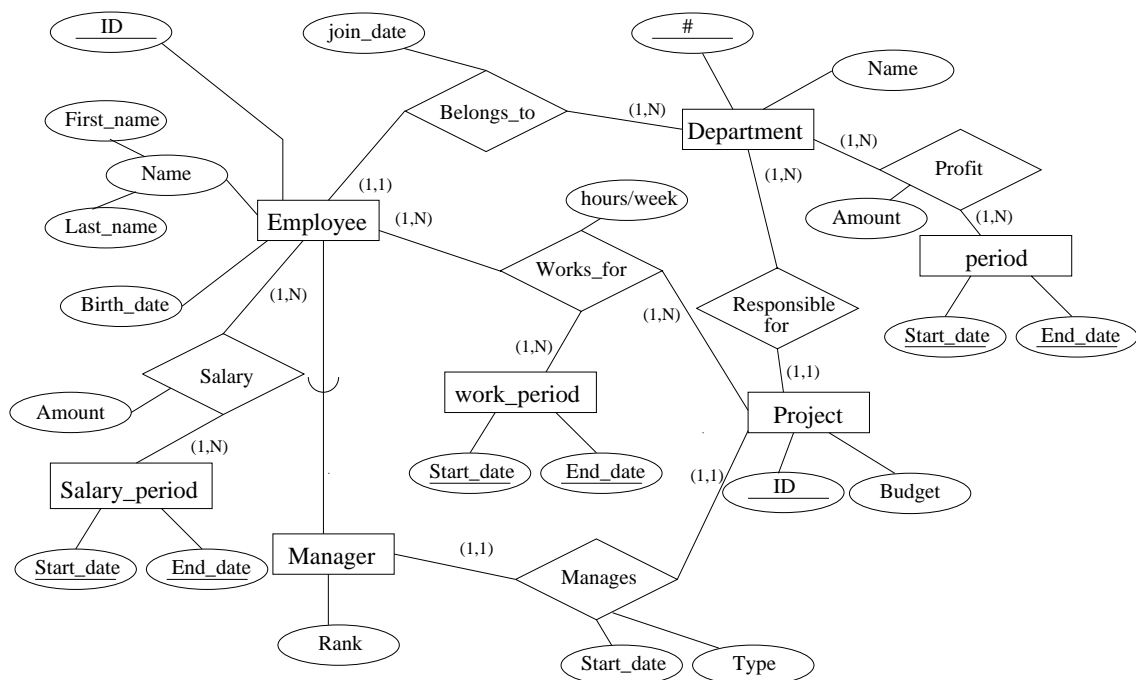 ID
join_date
#
Name
First_name
Belongs_to
(1,N)
Department
(1,N)
Name
(1,1)
(1,N)
Profit
Last_name
Employee
(1,N)
hours/week
Amount
(1,N)
Works_for
period
Birth_date
(1,N)
Responsible
for
(1,N)
Start_date
End_date
Salary
(1,N)
(1,1)
Amount
work_period
Project
(1,N)
Salary_period
Start_date
End_date
(1,1)
ID
Budget
Start_date
End_date
Manager
(1,1)
Manages
Rank
Start_date
Type